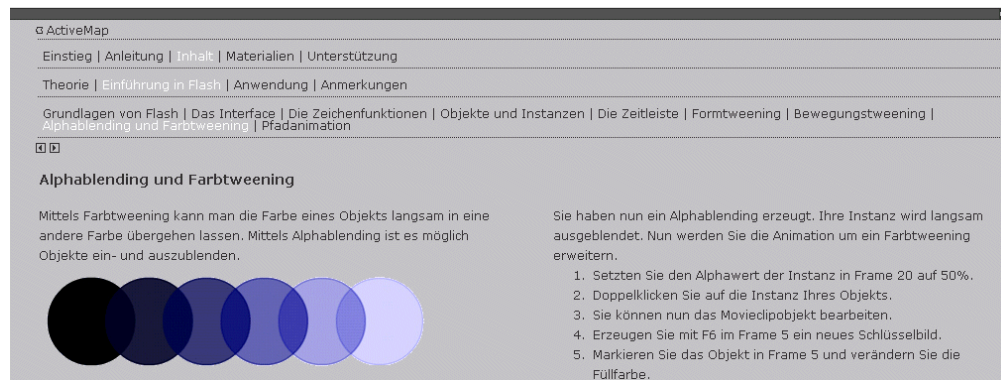 ActiveMap
Einstieg | Anleitung | Inhalt | Materialien | Unterstützung
Theorie | Einführung in Flash | Anwendung | Anmerkungen
Grundlagen von Flash | Das Interface | Die Zeichenfunktionen | Objekte und Instanzen | Die Zeitleiste | Formtweening | Bewegungstweening |
Alphablending und Farbtweening | Pfadanimation
Alphablending und Farbtweening
Mittels Farbtweening kann man die Farbe eines Objekts langsam in eine
andere Farbe übergehen lassen. Mittels Alphablending ist es möglich
Objekte ein- und auszublenden.
Sie haben nun ein Alphablending erzeugt. Ihre Instanz wird langsam
ausgeblendet. Nun werden Sie die Animation um ein Farbtweening
erweitern.
1. Setzten Sie den Alphawert der Instanz in Frame 20 auf 50%.
2. Doppelklicken Sie auf die Instanz Ihres Objekts.
3. Sie können nun das Movieclipobjekt bearbeiten.
4. Erzeugen Sie mit F6 im Frame 5 ein neues Schlüsselbild.
5. Markieren Sie das Objekt in Frame 5 und verändern Sie die
Füllfarbe.